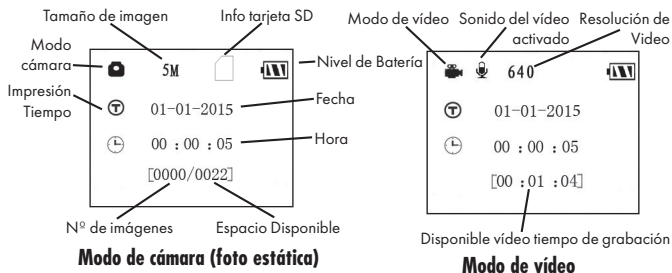 Tamaño de imagen
Info tarjeta SD
Modo
cámara
5M
Nivel de Batería
Impresión
Tiempo
T
01-01-2015
Fecha
00 : 00 : 05
Hora
[0000/0022]
Nº de imágenes
Espacio Disponible
Modo de cámara (foto estática)
Modo de vídeo
Sonido del vídeo
activado
Resolución de
Video
640
T
01-01-2015
00 : 00 : 05
[00 : 01 : 04]
Disponible vídeo tiempo de grabación
Modo de vídeo